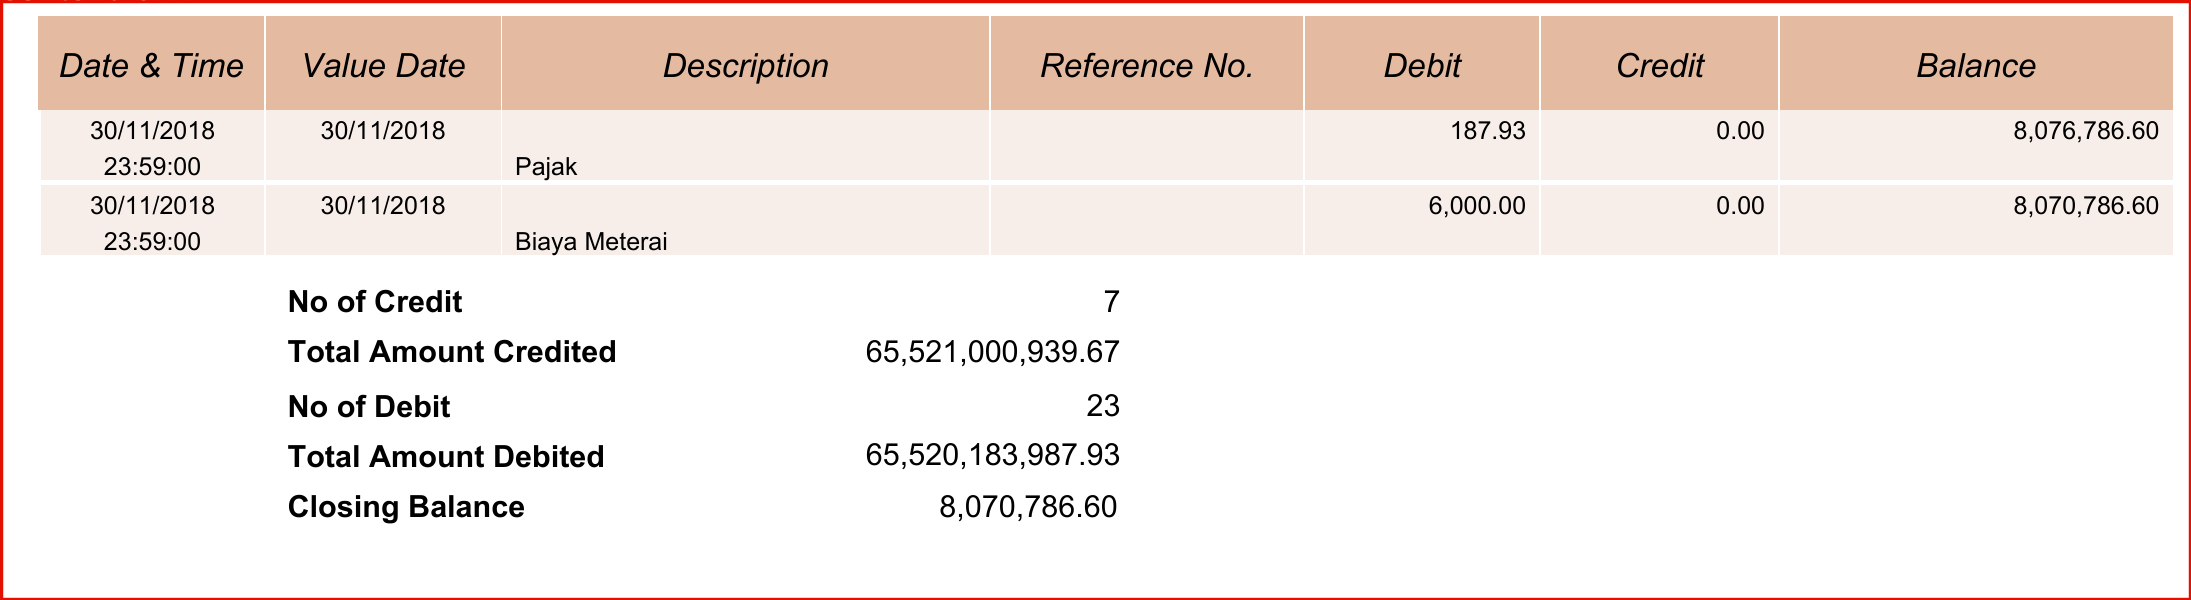 Date & Time Value Date Description Reference No. Debit Credit Balance
30/11/2018 30/11/2018 187.93 0.00 8,076,786.60
23:59:00 Pajak
30/11/2018 30/11/2018 6,000.00 0.00 8,070,786.60
23:59:00 Biaya Meterai
No of Credit 7
Total Amount Credited 65,521,000,939.67
No of Debit 23
Total Amount Debited 65,520,183,987.93
Closing Balance 8,070,786.60